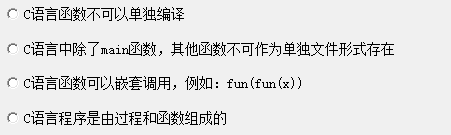 C语言函数不可以单独编译
C语言中除了main函数，其他函数不可作为单独文件形式存在
C语言函数可以嵌套调用，例如：fun(fun(x))
C语言程序是由过程和函数组成的